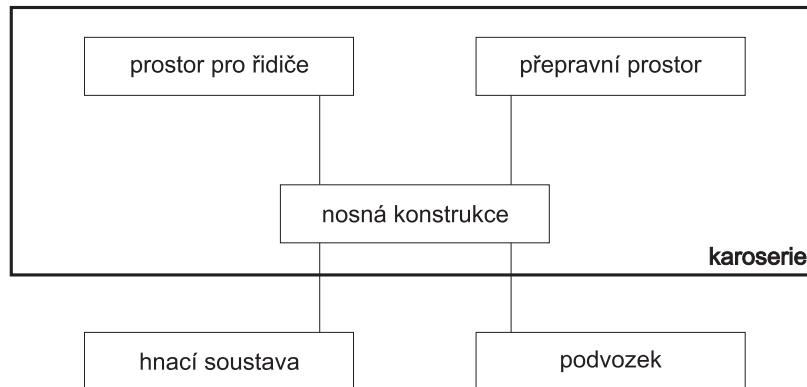 prostor pro řidiče
přepravní prostor
nosná konstrukce
karoserie
hnací soustava
podvozek